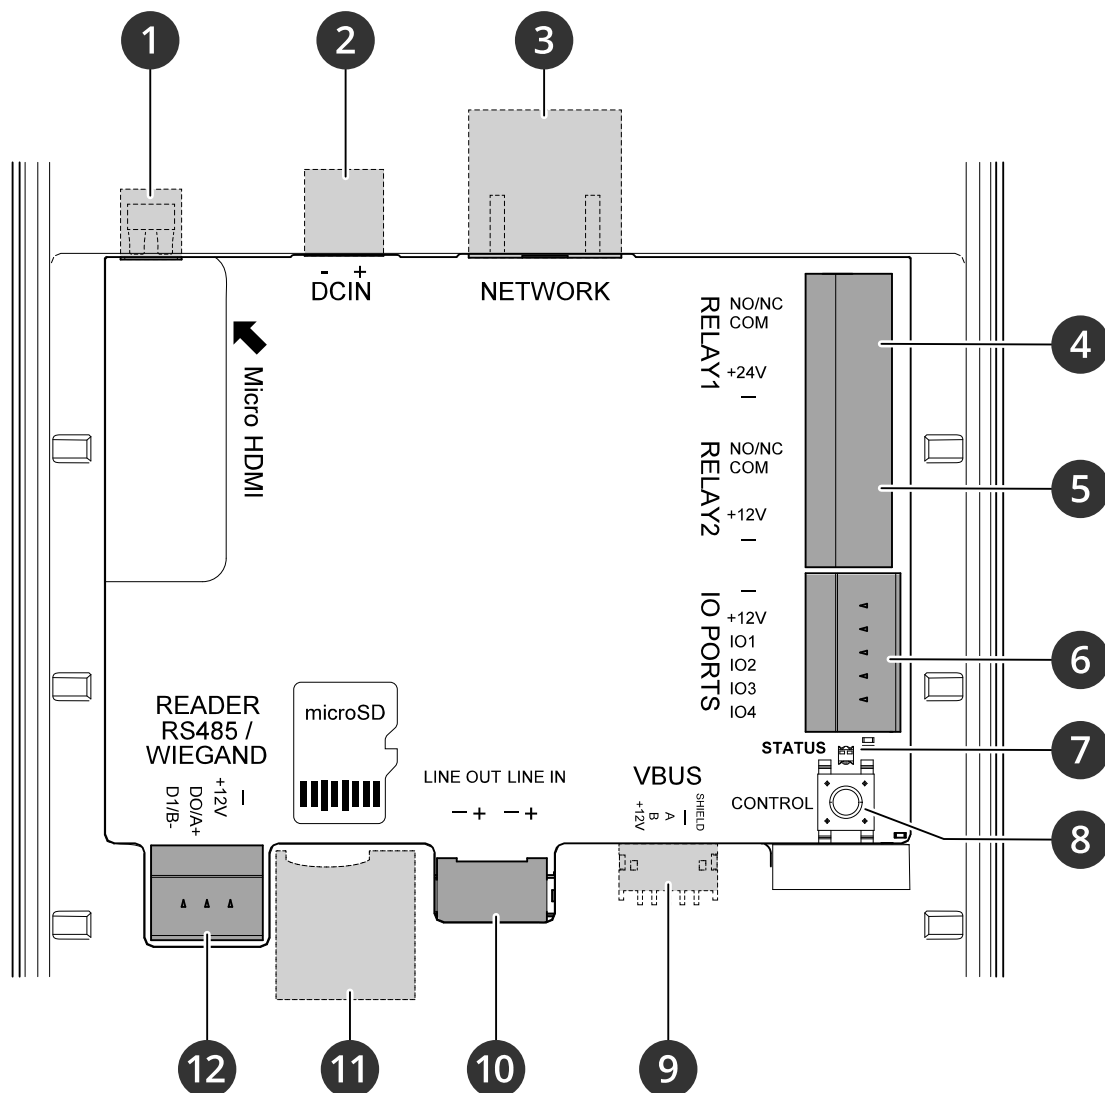 1
2
3
- +
DCIN
NETWORK
Micro HDMI
RELAY1
NO/NC
COM
+24V
—
4
RELAY2
NO/NC
COM
+12V
—
5
IO PORTS
—
+12V
IO1
IO2
IO3
IO4
6
STATUS
7
CONTROL
8
READER
RS485 /
WIEGAND
D1/B-
DO/A+
+12V
—
microSD
LINE OUT LINE IN
— + — +
VBUS
+12V
B
A
—
SHIELD
12
11
10
9